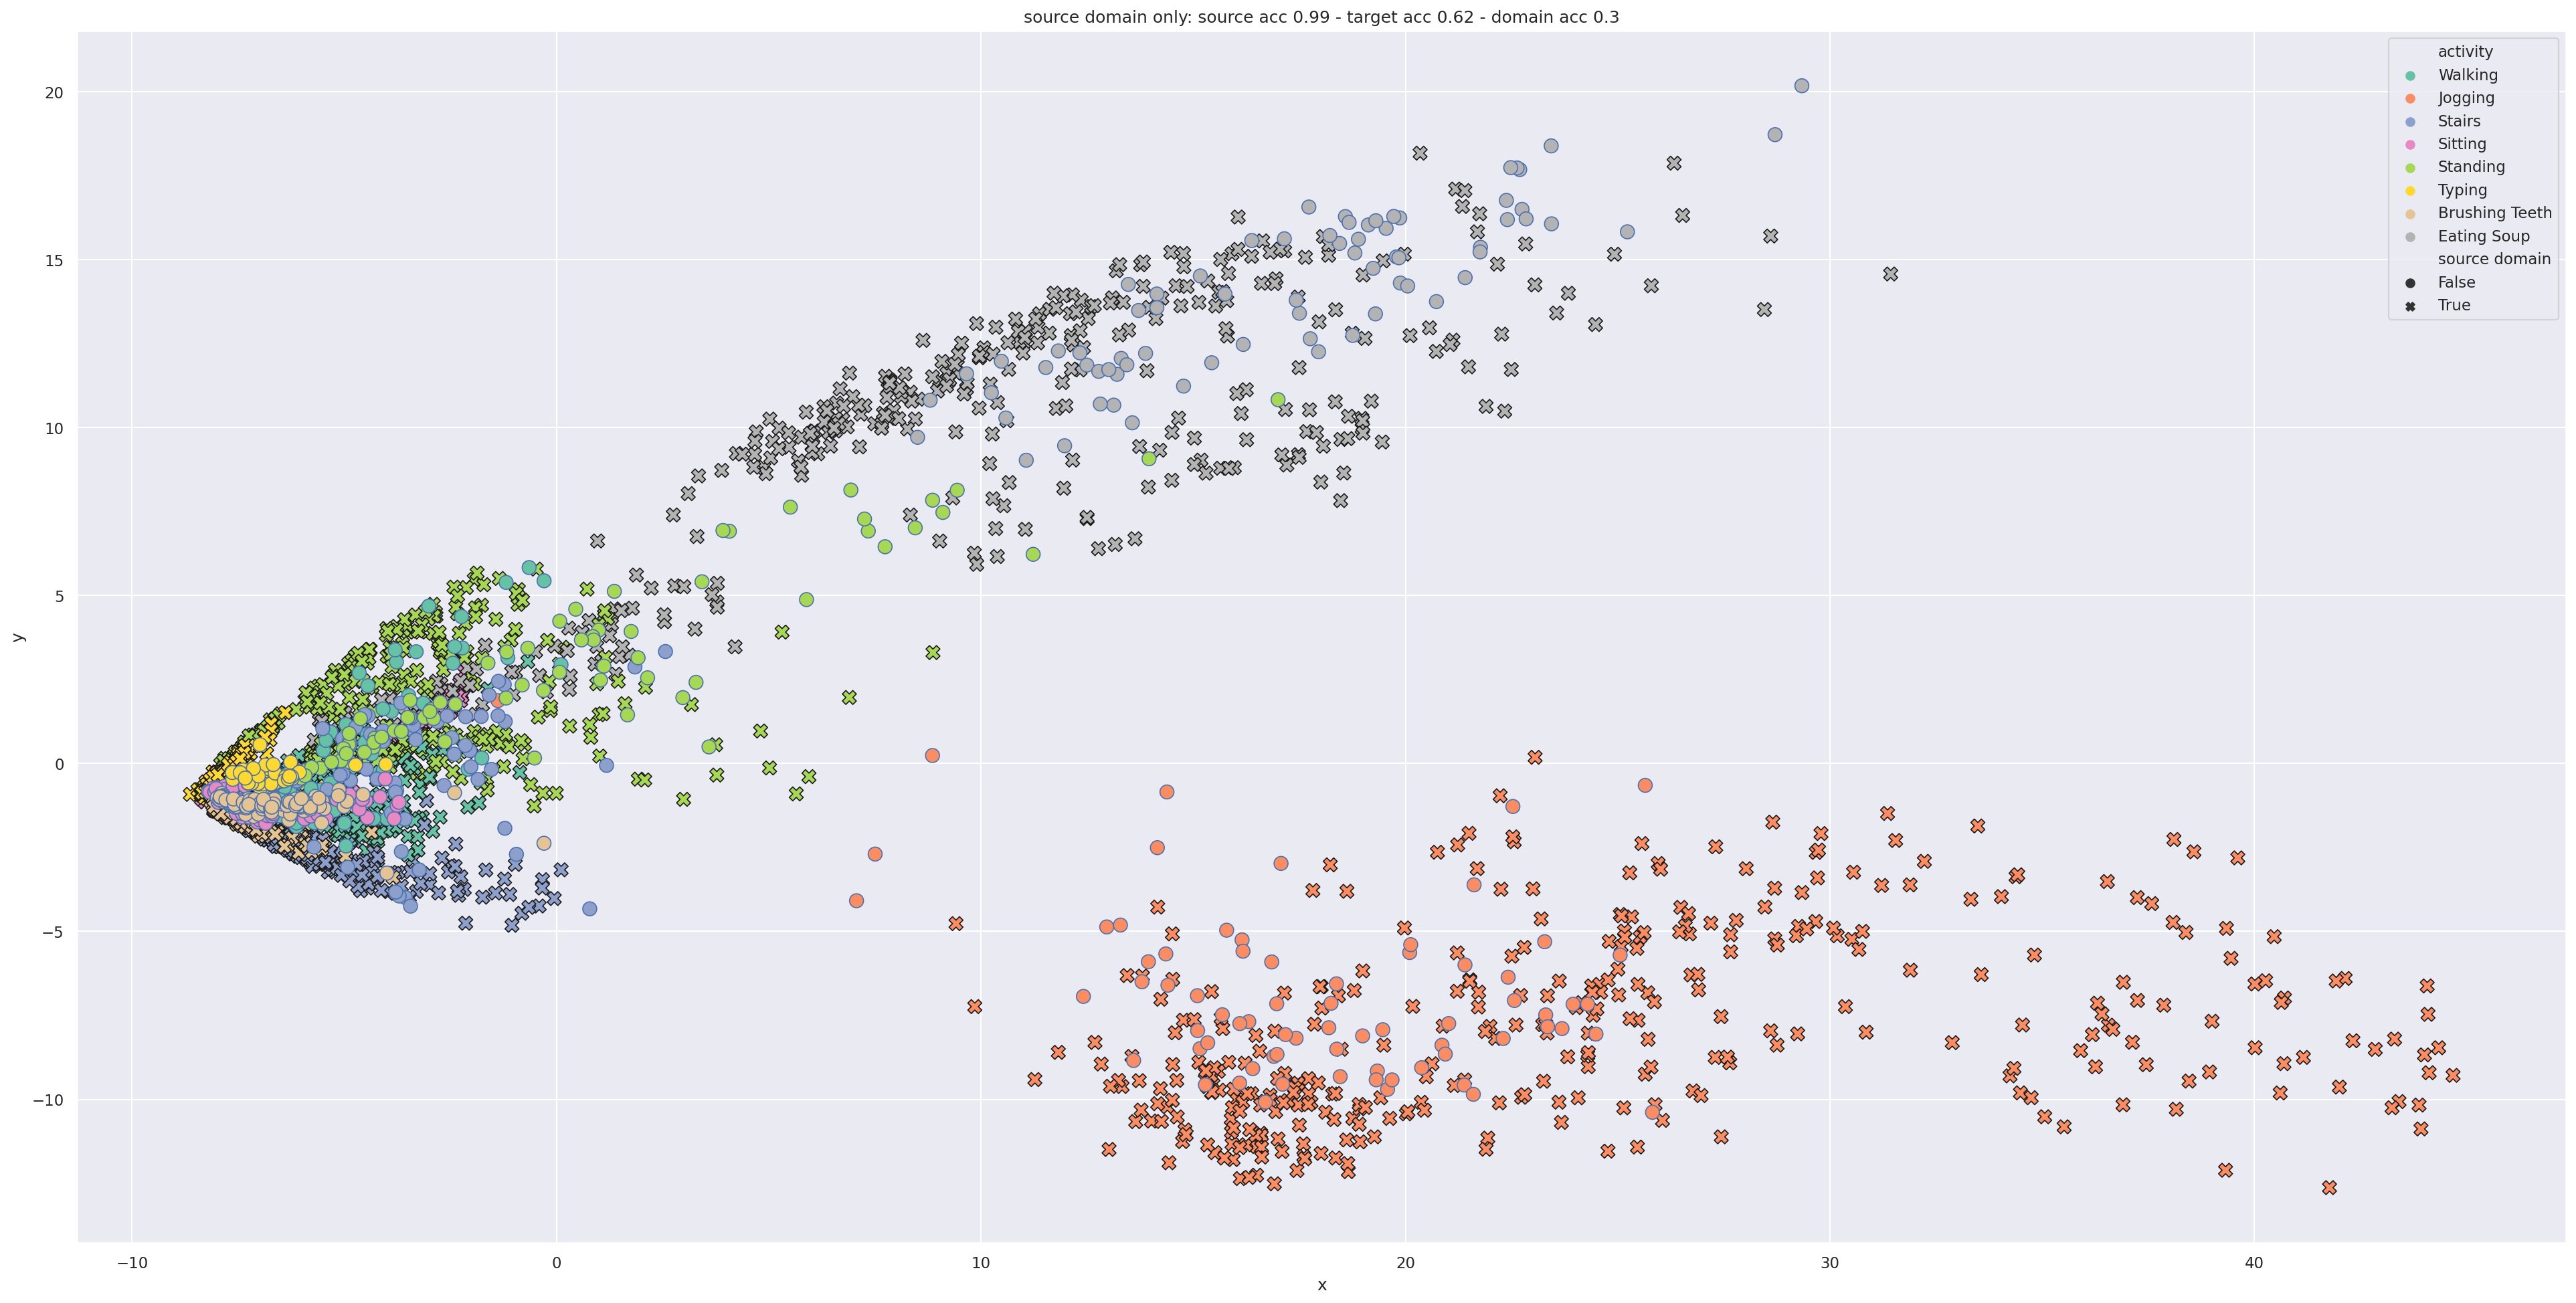 source domain only: source acc 0.99 - target acc 0.62 - domain acc 0.3
activity
Walking
Jogging
Stairs
Sitting
Standing
Typing
Brushing Teeth
Eating Soup
source domain
False
True
20
15
10
5
0
−5
−10
y
−10
0
10
20
30
40
x